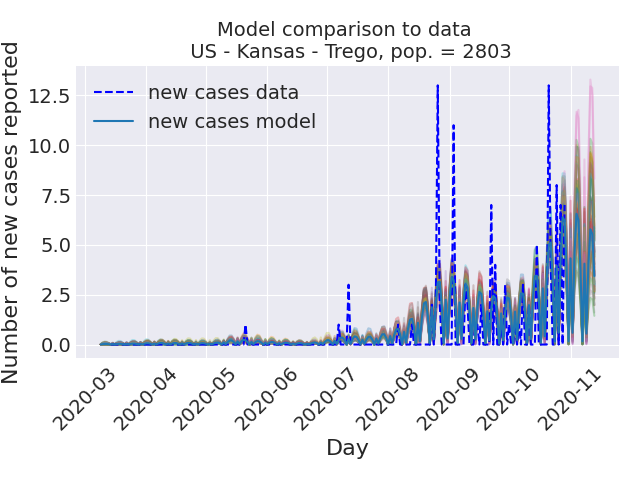 Model comparison to data
US - Kansas - Trego, pop. = 2803
Number of new cases reported
12.5
10.0
7.5
5.0
2.5
0.0
new cases data
new cases model
2020-03
2020-04
2020-05
2020-06
2020-07
2020-08
2020-09
2020-10
2020-11
Day